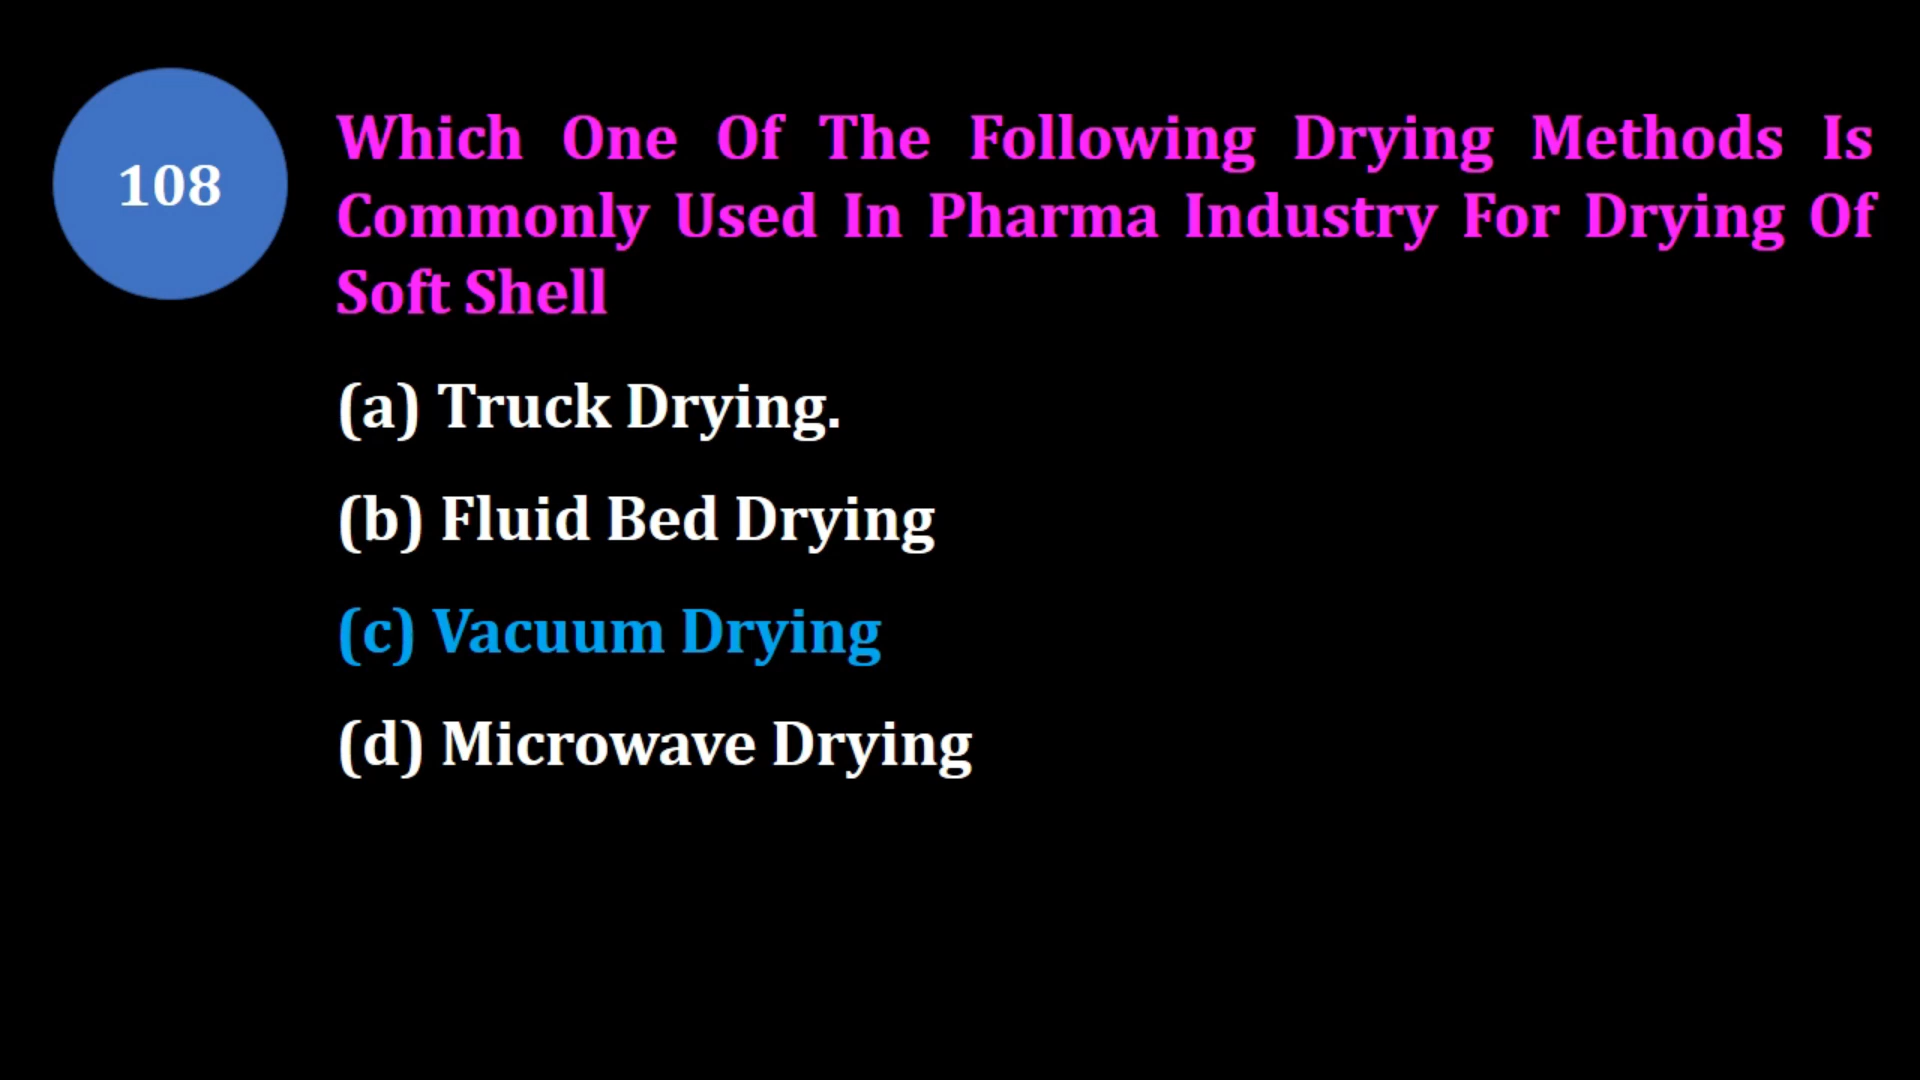 108
Which One Of The Following Drying Methods Is
Commonly Used In Pharma Industry For Drying Of
Soft Shell
(a) Truck Drying.
(b) Fluid Bed Drying
(c) Vacuum Drying
(d) Microwave Drying